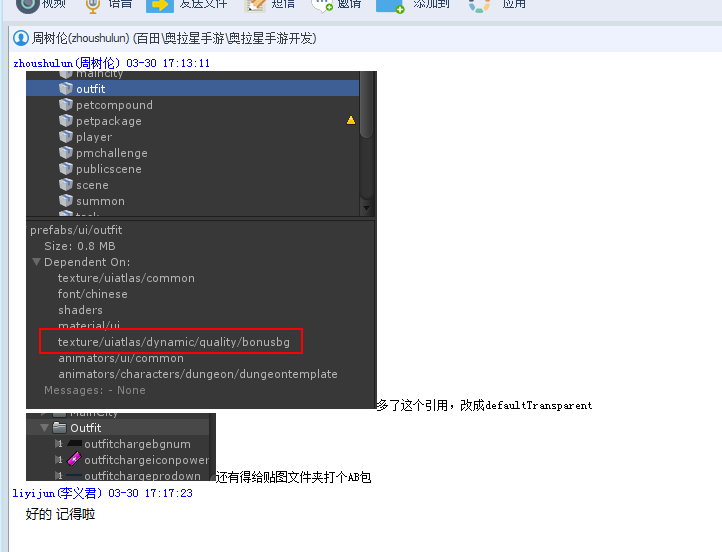 视频 语音 发送文件 短信 邀请 添加到 应用
周树伦(zhoushulun) (百田\奥拉星手游\奥拉星手游开发)
zhoushulun(周树伦) 03-30 17:13:11
maincity
outfit
petcompound
petpackage
player
pmchallenge
publicscene
scene
summon
task
prefabs/ui/outfit
Size: 0.8 MB
Dependent On:
texture/uiatlas/common
font/chinese
shaders
material/ui
texture/uiatlas/dynamic/quality/bonusbg
animators/ui/common
animators/characters/dungeon/dungeontemplate
Messages: - None
多了这个引用，改成defaultTransparent
MainCity
Outfit
outfitchargebgnum
outfitchargeiconpower
outfitchargeprodown
还有得给贴图文件夹打个AB包
liyijun(李义君) 03-30 17:17:23
好的 记得啦